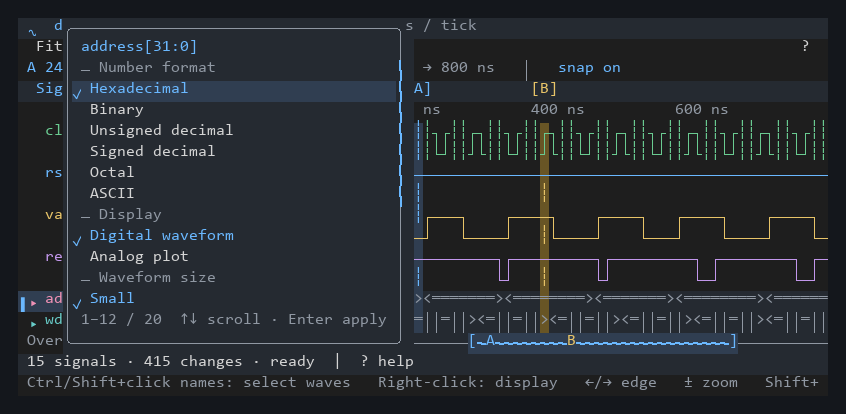 d s / tick
Fit ?
address[31:0]
A 24 → 800 ns │ snap on
— Number format
Sig ✓ Hexadecimal A] [B]
Binary ns 400 ns 600 ns
cl Unsigned decimal
Signed decimal
rs Octal
ASCII
va — Display
✓ Digital waveform
re Analog plot
— Waveform size
▸ ad ✓ Small
▸ wd 1–12 / 20 ↑↓ scroll · Enter apply
Over [ A B ]
15 signals · 415 changes · ready │ ? help
Ctrl/Shift+click names: select waves Right-click: display ←/→ edge ± zoom Shift+